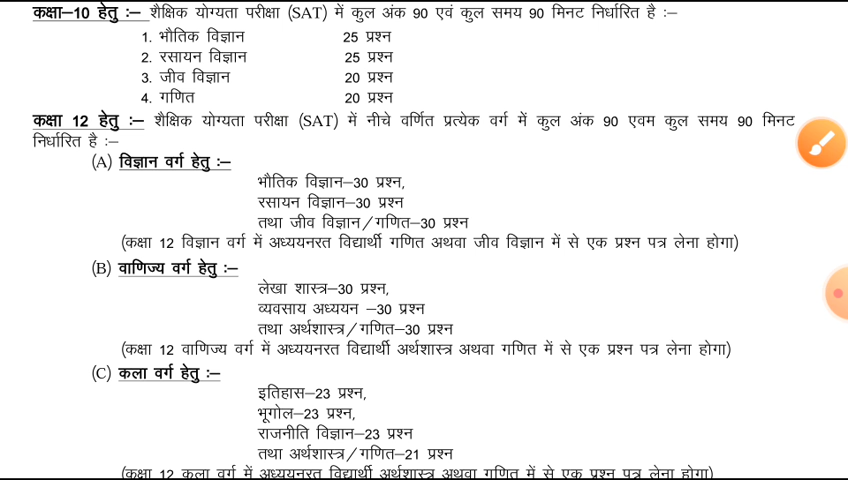 कक्षा–10 हेतु :– शैक्षिक योग्यता परीक्षा (SAT) में कुल अंक 90 एवं कुल समय 90 मिनट निर्धारित है :–
1. भौतिक विज्ञान 25 प्रश्न
2. रसायन विज्ञान 25 प्रश्न
3. जीव विज्ञान 20 प्रश्न
4. गणित 20 प्रश्न
कक्षा 12 हेतु :– शैक्षिक योग्यता परीक्षा (SAT) में नीचे वर्णित प्रत्येक वर्ग में कुल अंक 90 एवम कुल समय 90 मिनट
निर्धारित है :–
(A) विज्ञान वर्ग हेतु :–
भौतिक विज्ञान–30 प्रश्न,
रसायन विज्ञान–30 प्रश्न
तथा जीव विज्ञान/गणित–30 प्रश्न
(कक्षा 12 विज्ञान वर्ग में अध्ययनरत विद्यार्थी गणित अथवा जीव विज्ञान में से एक प्रश्न पत्र लेना होगा)
(B) वाणिज्य वर्ग हेतु :–
लेखा शास्त्र–30 प्रश्न,
व्यवसाय अध्ययन –30 प्रश्न
तथा अर्थशास्त्र/गणित–30 प्रश्न
(कक्षा 12 वाणिज्य वर्ग में अध्ययनरत विद्यार्थी अर्थशास्त्र अथवा गणित में से एक प्रश्न पत्र लेना होगा)
(C) कला वर्ग हेतु :–
इतिहास–23 प्रश्न,
भूगोल–23 प्रश्न,
राजनीति विज्ञान–23 प्रश्न
तथा अर्थशास्त्र/गणित–21 प्रश्न
(कक्षा 12 कला वर्ग में अध्ययनरत विद्यार्थी अर्थशास्त्र अथवा गणित में से एक प्रश्न पत्र लेना होगा)